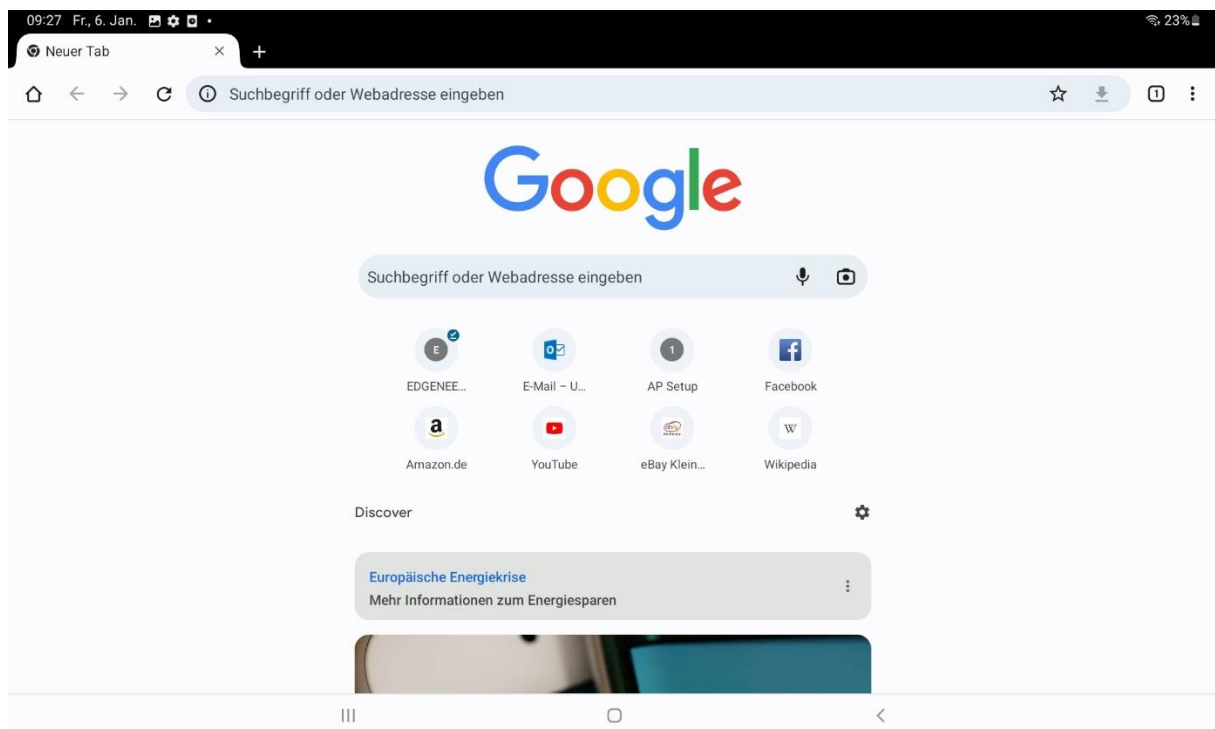 09:27 Fr., 6. Jan. 23%
Neuer Tab
Suchbegriff oder Webadresse eingeben
1
Google
Suchbegriff oder Webadresse eingeben
E 1
EDGENEE... E-Mail – U... AP Setup Facebook
a W
Amazon.de YouTube eBay Klein... Wikipedia
Discover
Europäische Energiekrise
Mehr Informationen zum Energiesparen